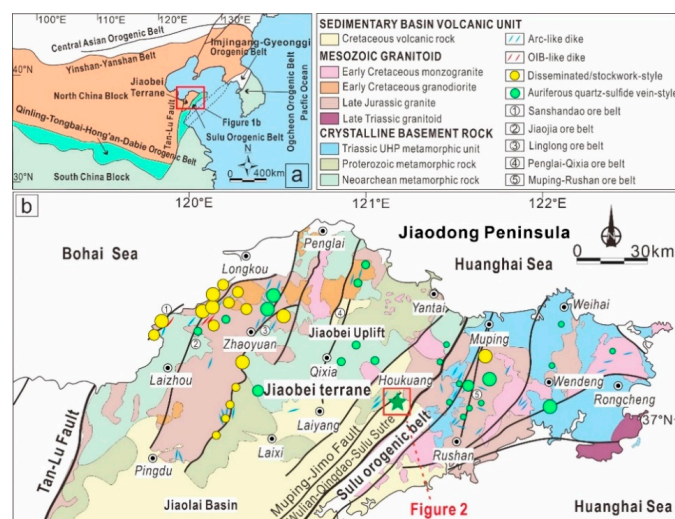 110°E
120°E
130°E
Central Asian Orogenic Belt
Imjingang-Gyeonggi
Orogenic Belt
Yinshan-Yanshan Belt
40°N
Jiaobei
Terrane
North China Block
Tan-Lu Fault
Figure 1b
Sulu Orogenic Belt
Ogcheon Orogenic Belt
Pacific Ocean
Qinling-Tongbai-Hong'an-Dabie Orogenic Belt
N
30°N
South China Block
0 400km
a
SEDIMENTARY BASIN VOLCANIC UNIT
Cretaceous volcanic rock
MESOZOIC GRANITOID
Early Cretaceous monzogranite
Early Cretaceous granodiorite
Late Jurassic granite
Late Triassic granitoid
CRYSTALLINE BASEMENT ROCK
Triassic UHP metamorphic unit
Proterozoic metamorphic rock
Neoarchean metamorphic rock
Arc-like dike
OIB-like dike
Disseminated/stockwork-style
Auriferous quartz-sulfide vein-style
① Sanshandao ore belt
② Jiaojia ore belt
③ Linglong ore belt
④ Penglai-Qixia ore belt
⑤ Muping-Rushan ore belt
b
120°E
121°E
122°E
Bohai Sea
Penglai
Jiaodong Peninsula
0 30km
Longkou
Huanghai Sea
①
Yantai
Weihai
②
③
④
Zhaoyuan
Jiaobei Uplift
Muping
Laizhou
Qixia
Houkuang
⑤
Wendeng
Jiaobei terrane
Rongcheng
Laiyang
37°N
Tan-Lu Fault
Pingdu
Laixi
Muping-Jimo Fault
Wulian-Qingdao-Sulu Sutre
Sulu orogenic belt
Rushan
Jiaolai Basin
Figure 2
Huanghai Sea